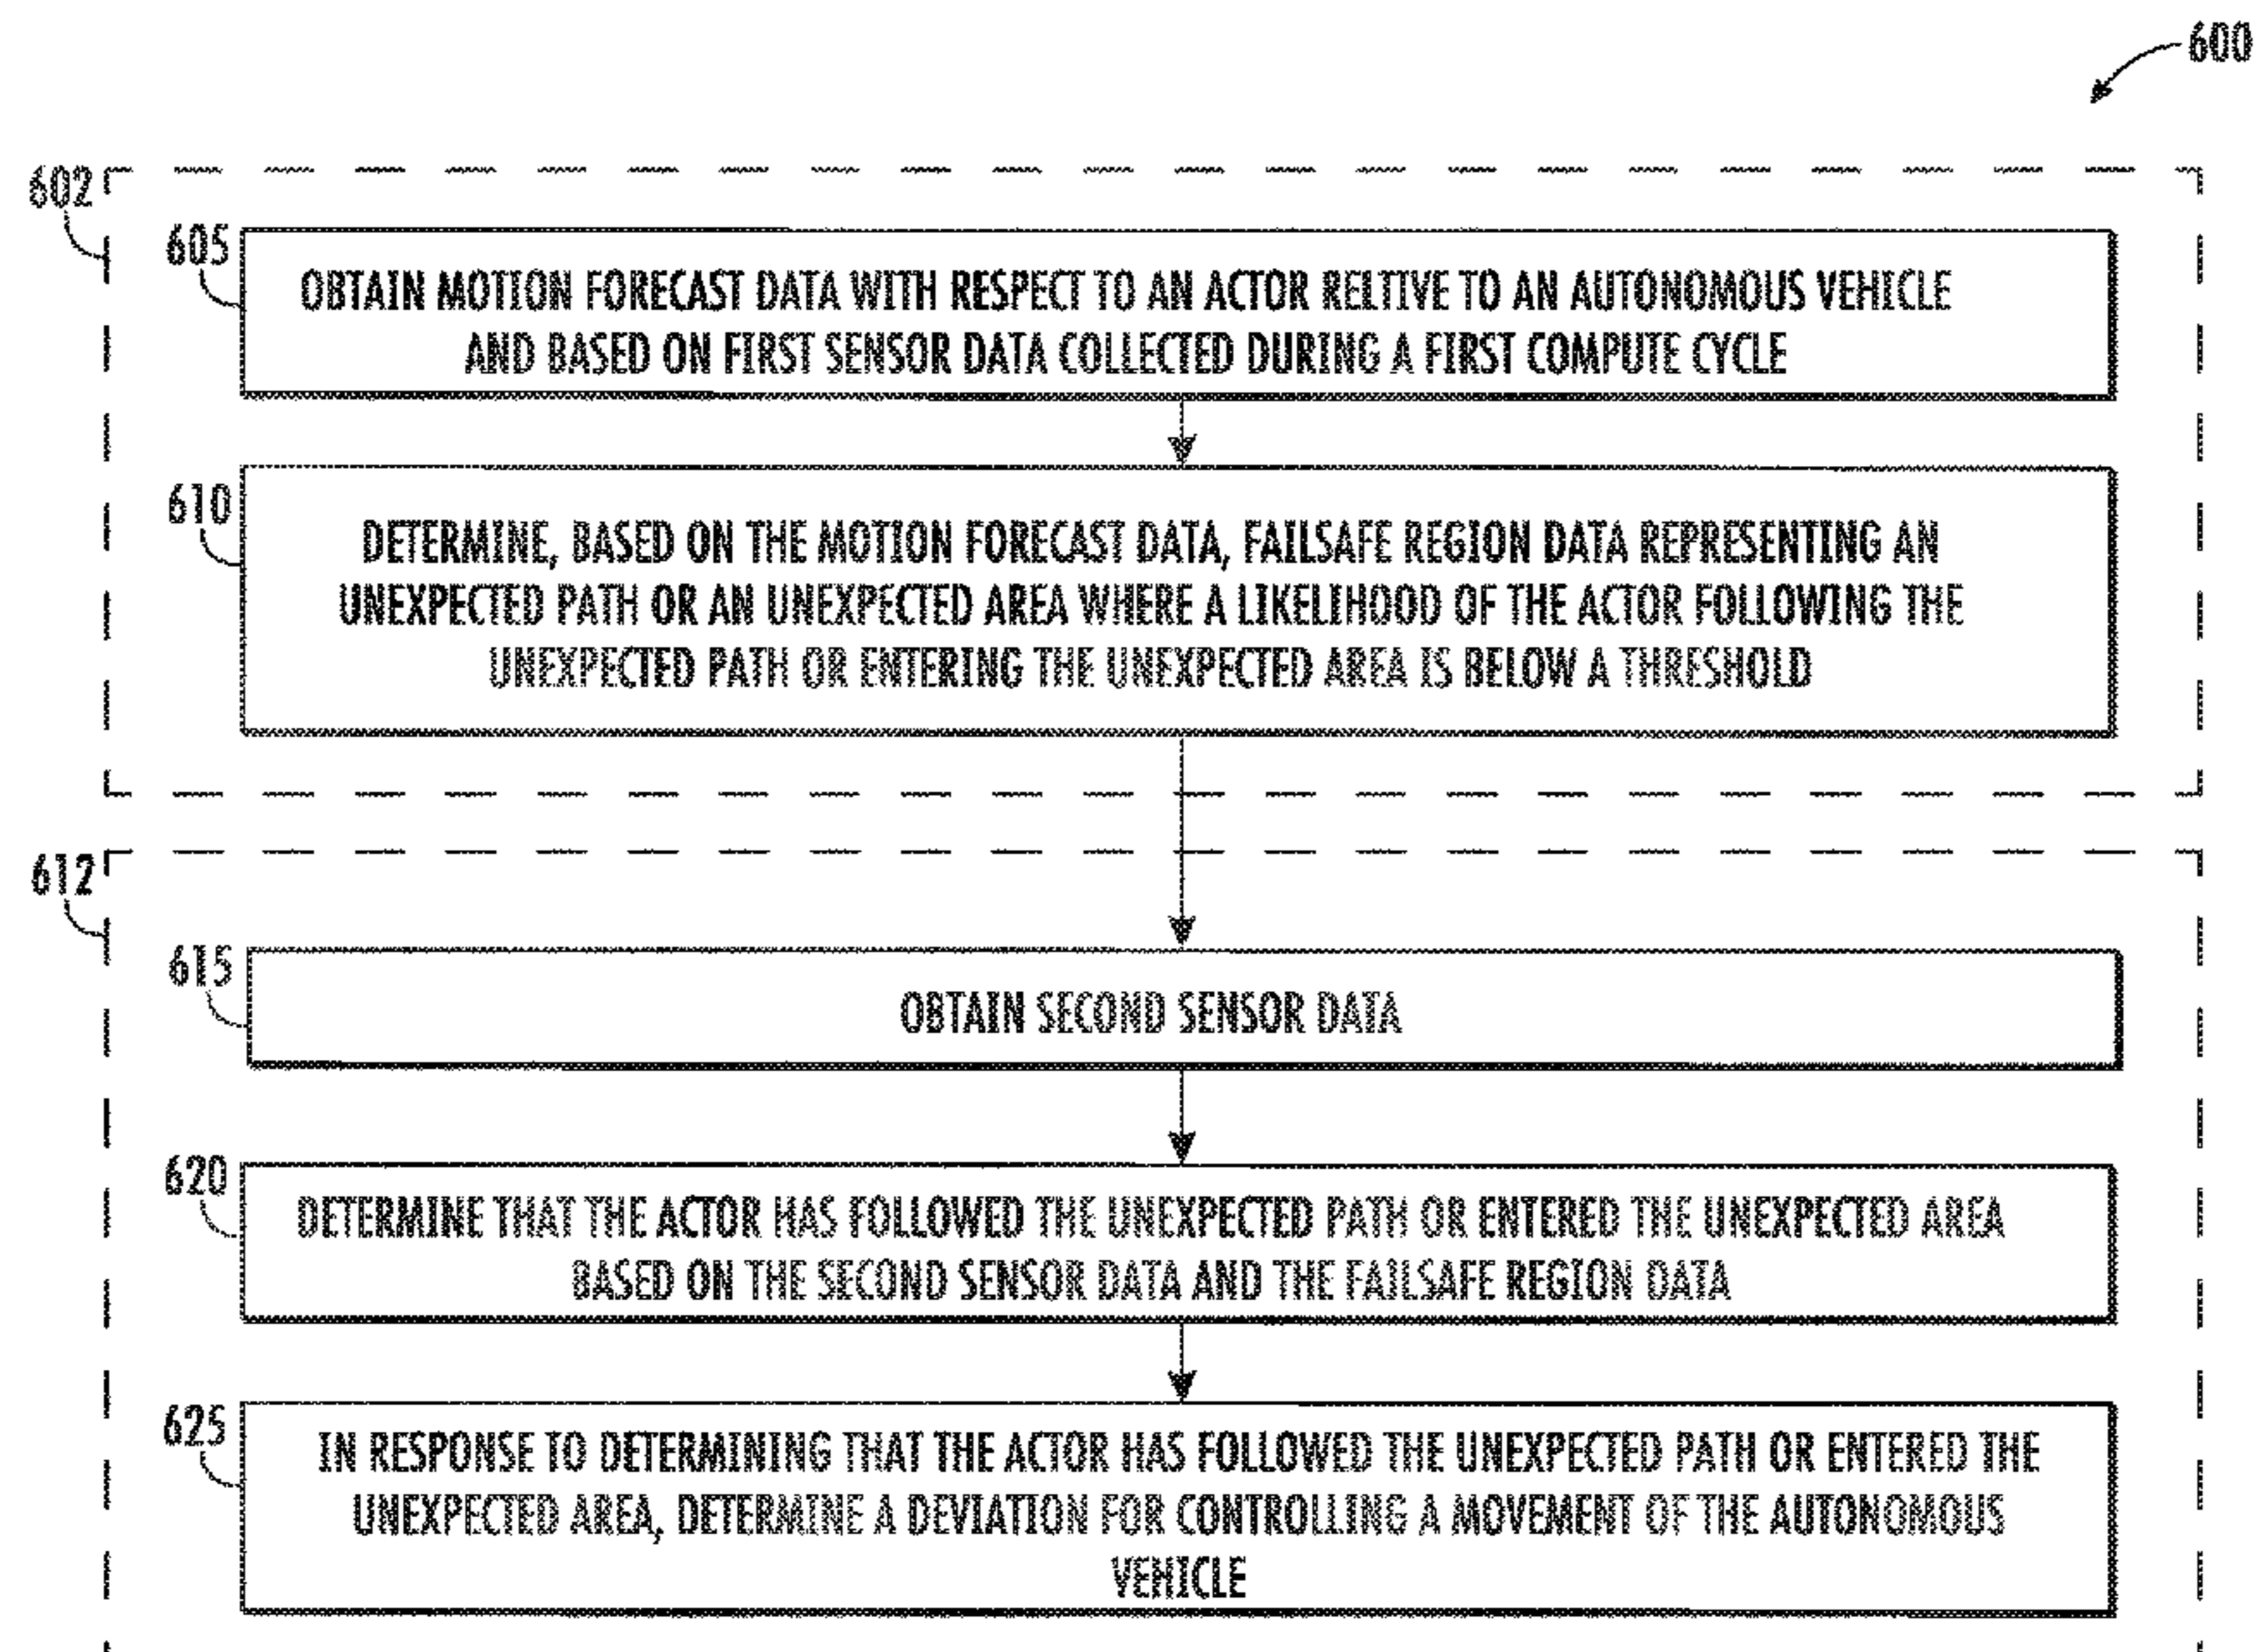 600
602
605
OBTAIN MOTION FORECAST DATA WITH RESPECT TO AN ACTOR RELTIVE TO AN AUTONOMOUS VEHICLE
AND BASED ON FIRST SENSOR DATA COLLECTED DURING A FIRST COMPUTE CYCLE
610
DETERMINE, BASED ON THE MOTION FORECAST DATA, FAILSAFE REGION DATA REPRESENTING AN
UNEXPECTED PATH OR AN UNEXPECTED AREA WHERE A LIKELIHOOD OF THE ACTOR FOLLOWING THE
UNEXPECTED PATH OR ENTERING THE UNEXPECTED AREA IS BELOW A THRESHOLD
612
615
OBTAIN SECOND SENSOR DATA
620
DETERMINE THAT THE ACTOR HAS FOLLOWED THE UNEXPECTED PATH OR ENTERED THE UNEXPECTED AREA
BASED ON THE SECOND SENSOR DATA AND THE FAILSAFE REGION DATA
625
IN RESPONSE TO DETERMINING THAT THE ACTOR HAS FOLLOWED THE UNEXPECTED PATH OR ENTERED THE
UNEXPECTED AREA, DETERMINE A DEVIATION FOR CONTROLLING A MOVEMENT OF THE AUTONOMOUS
VEHICLE